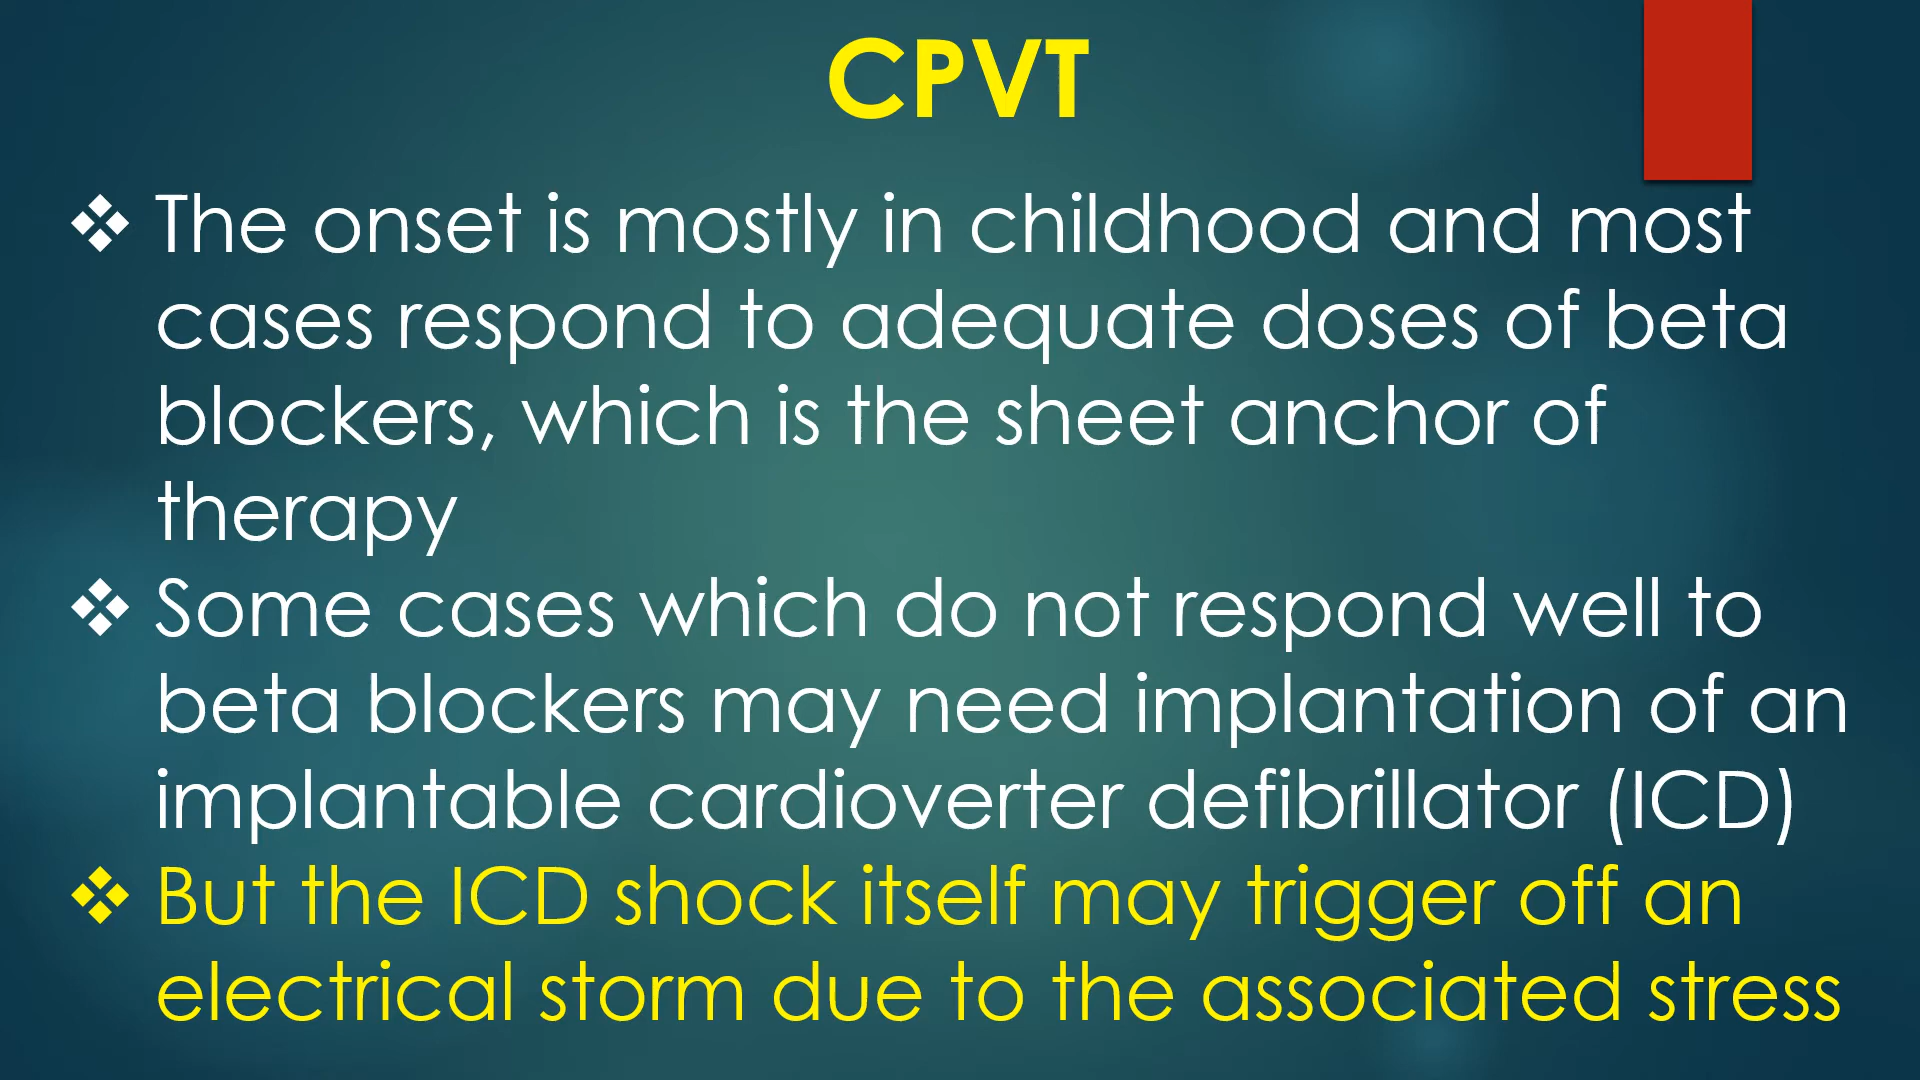 CPVT
❖ The onset is mostly in childhood and most
cases respond to adequate doses of beta
blockers, which is the sheet anchor of
therapy
❖ Some cases which do not respond well to
beta blockers may need implantation of an
implantable cardioverter defibrillator (ICD)
❖ But the ICD shock itself may trigger off an
electrical storm due to the associated stress